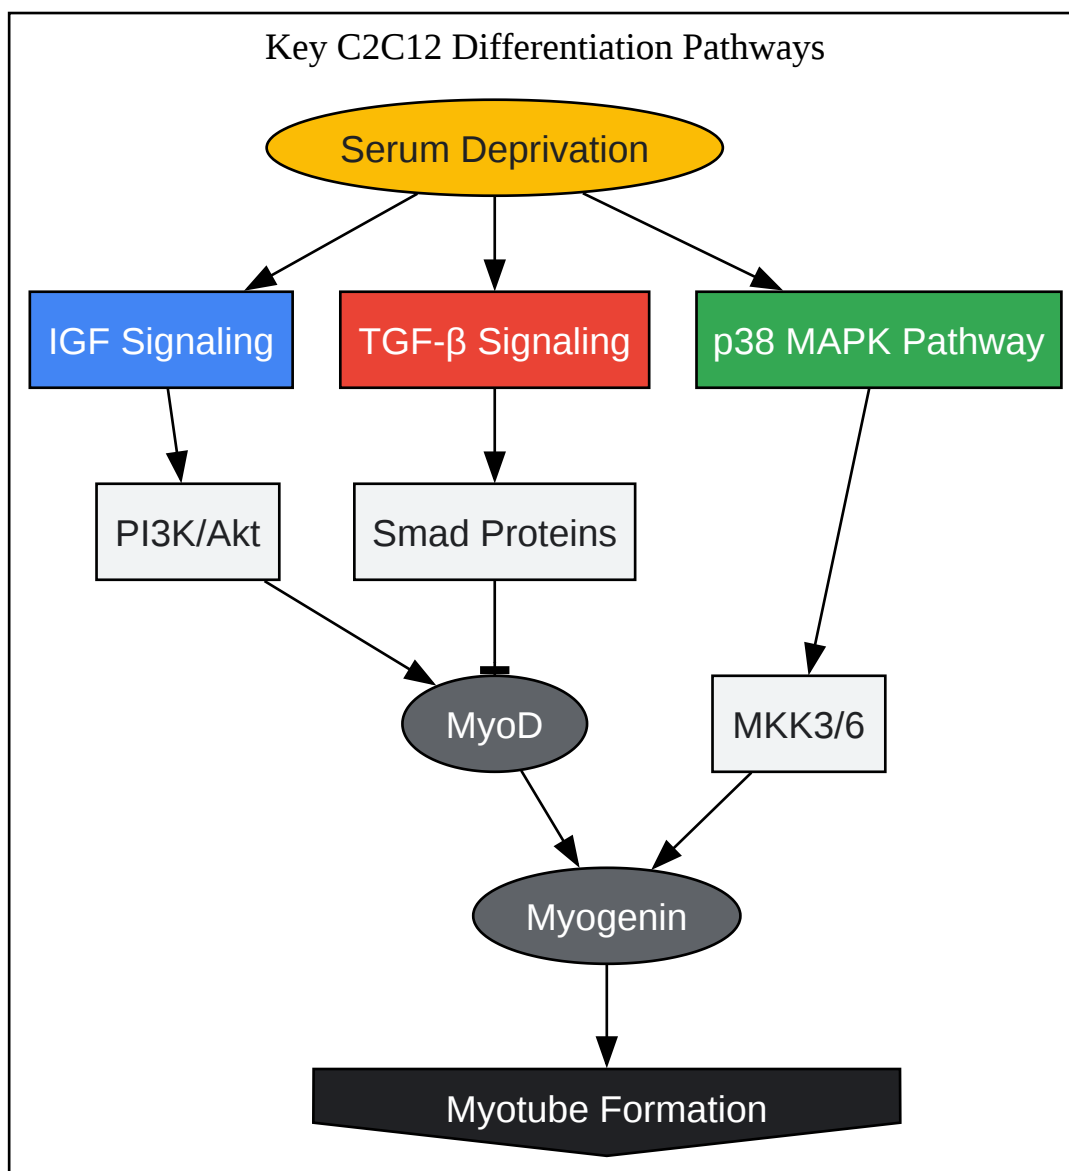 Key C2C12 Differentiation Pathways
Serum Deprivation
IGF Signaling
TGF-β Signaling
p38 MAPK Pathway
PI3K/Akt
Smad Proteins
MyoD
MKK3/6
Myogenin
Myotube Formation